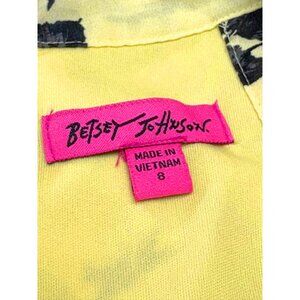 BETSEY JOHNSON.
MADE IN
VIETNAM
8